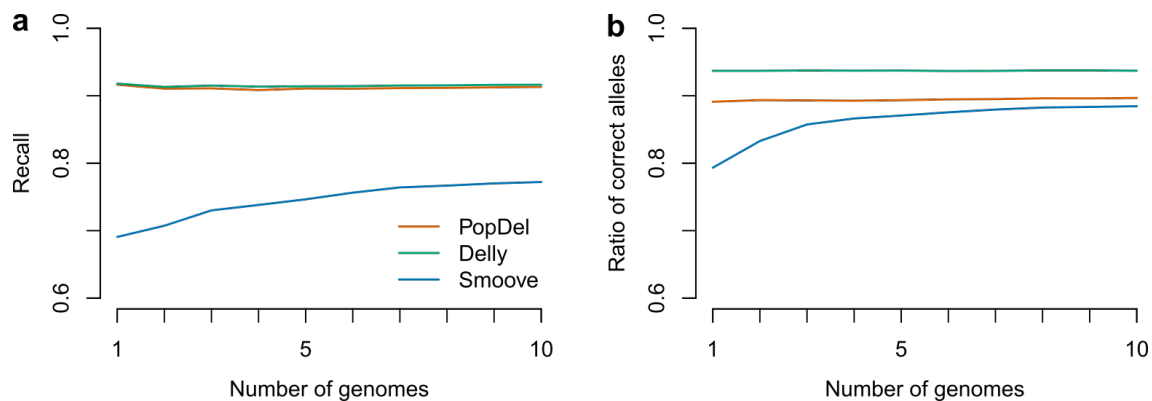 a
Recall
1.0
0.8
0.6
PopDel
Delly
Smoove
1 5 10
Number of genomes
b
Ratio of correct alleles
1.0
0.8
0.6
1 5 10
Number of genomes